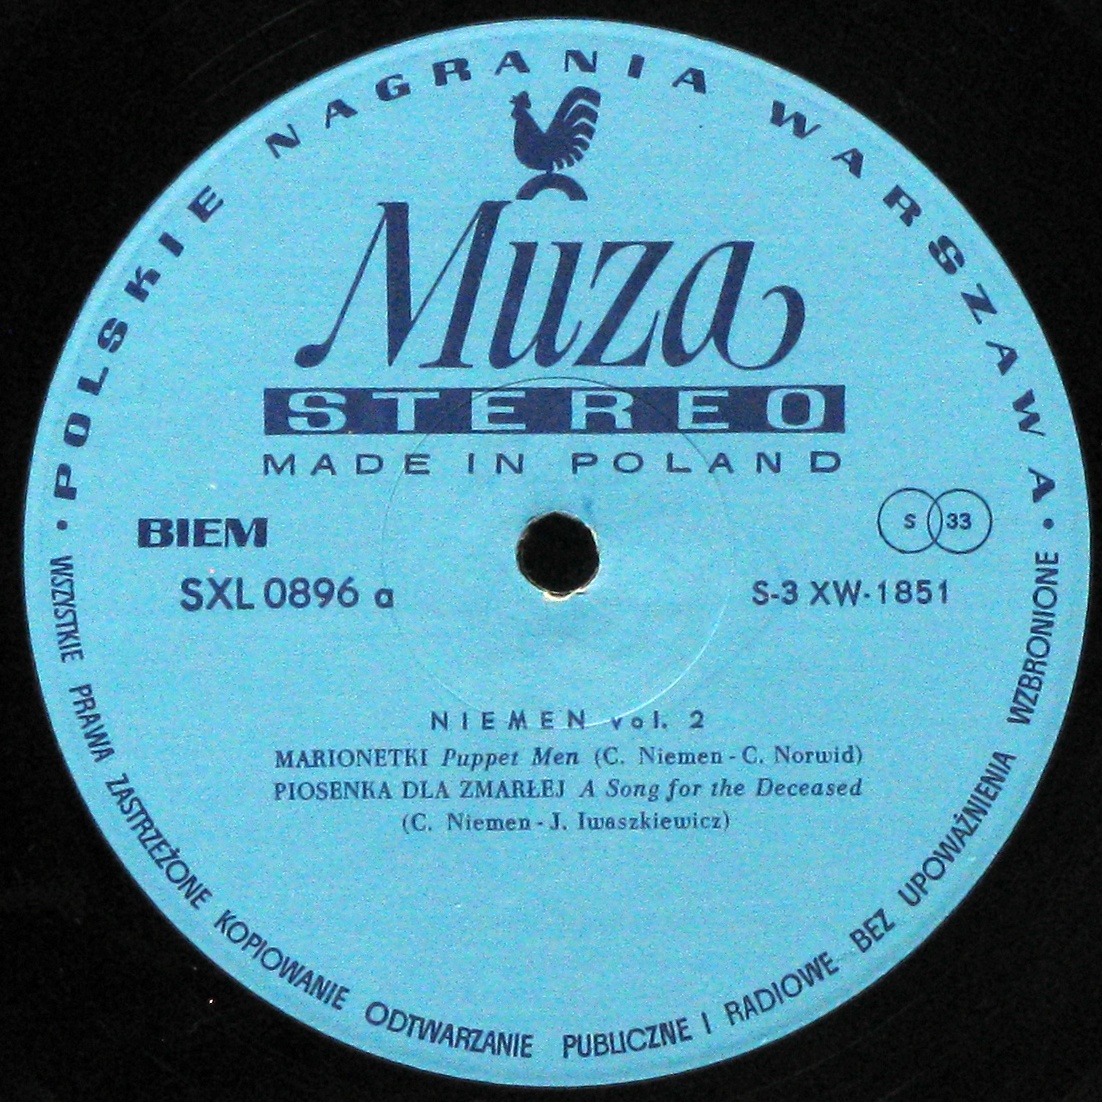 • POLSKIE NAGRANIA WARSZAWA •
Muza
STEREO
MADE IN POLAND
BIEM
S 33
SXL 0896 a
S-3 XW-1851
NIEMEN vol. 2
MARIONETKI Puppet Men (C. Niemen - C. Norwid)
PIOSENKA DLA ZMARŁEJ A Song for the Deceased
(C. Niemen - J. Iwaszkiewicz)
WSZYSTKIE PRAWA ZASTRZEŻONE KOPIOWANIE ODTWARZANIE PUBLICZNE I RADIOWE BEZ UPOWAŻNIENIA WZBRONIONE